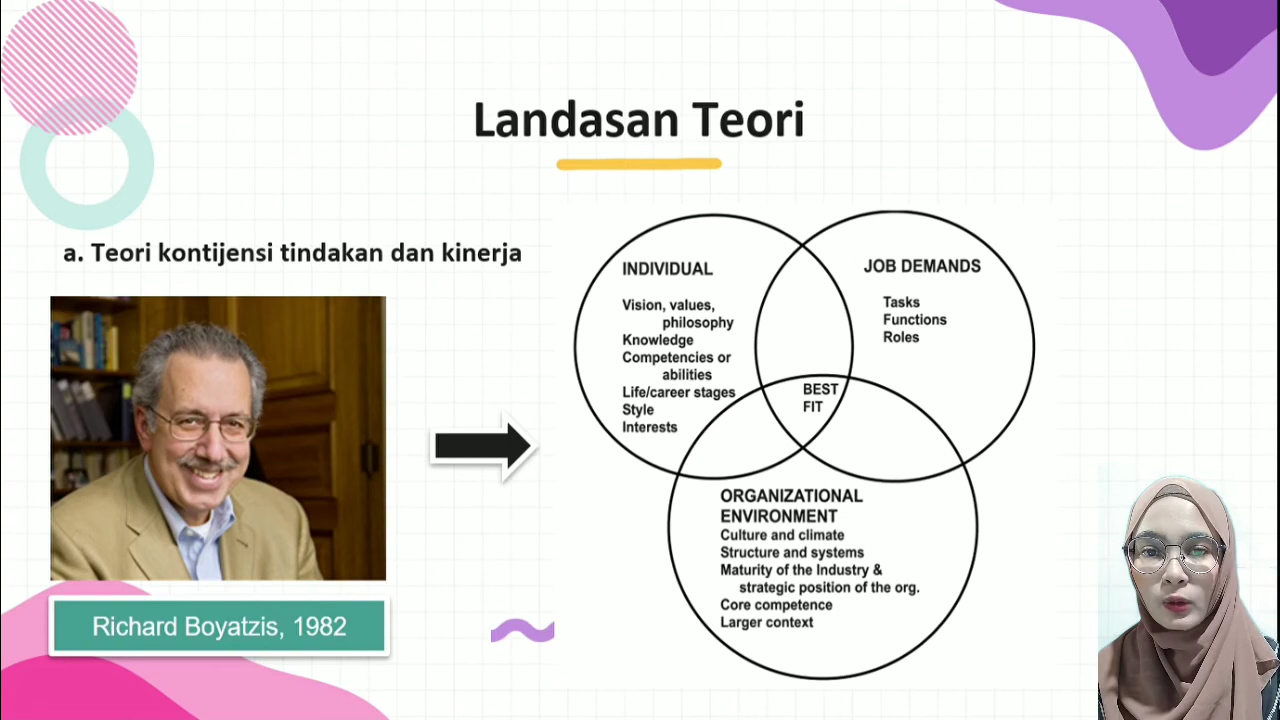 Landasan Teori
a. Teori kontijensi tindakan dan kinerja
Richard Boyatzis, 1982
INDIVIDUAL
Vision, values,
philosophy
Knowledge
Competencies or
abilities
Life/career stages
Style
Interests
JOB DEMANDS
Tasks
Functions
Roles
BEST
FIT
ORGANIZATIONAL
ENVIRONMENT
Culture and climate
Structure and systems
Maturity of the Industry &
strategic position of the org.
Core competence
Larger context